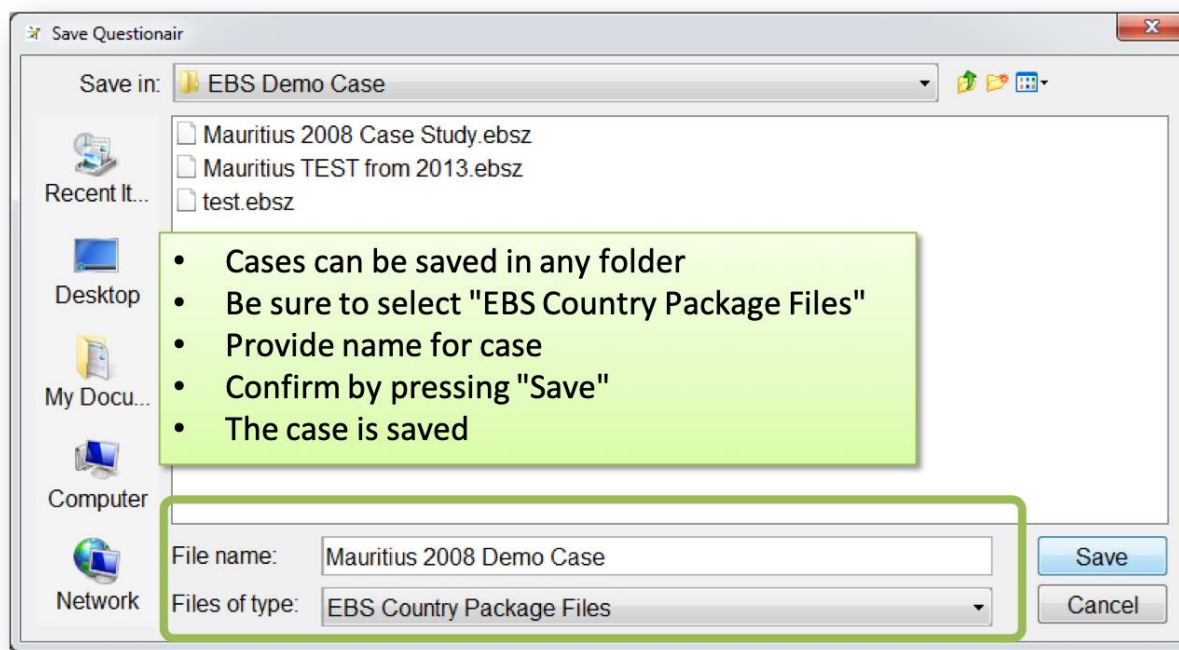 Save Questionair
Save in:
EBS Demo Case
Mauritius 2008 Case Study.ebsz
Mauritius TEST from 2013.ebsz
test.ebsz
Recent It...
Desktop
My Docu...
Computer
Network
• Cases can be saved in any folder
• Be sure to select "EBS Country Package Files"
• Provide name for case
• Confirm by pressing "Save"
• The case is saved
File name:
Mauritius 2008 Demo Case
Save
Files of type:
EBS Country Package Files
Cancel